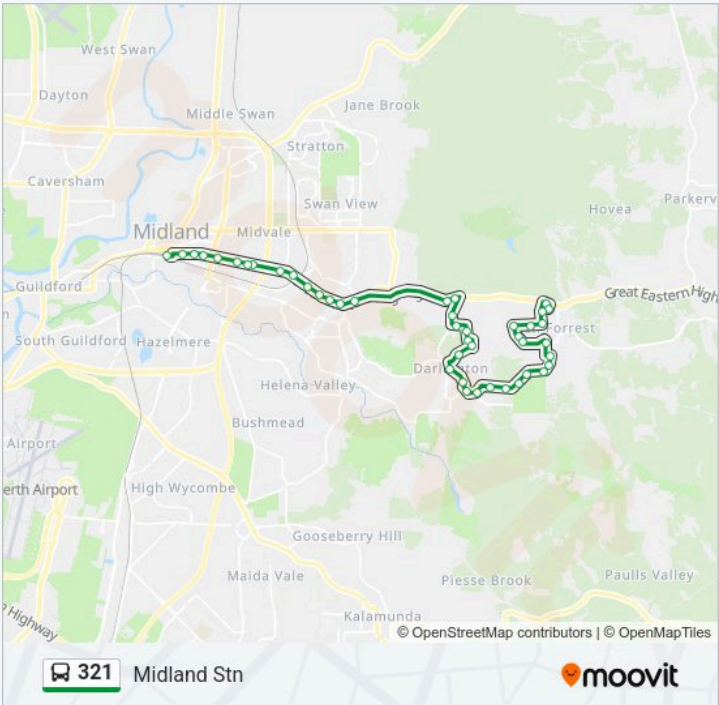 West Swan
Dayton
Jane Brook
Middle Swan
Stratton
Caversham
Swan View
Parkerv
Hovea
Midland
Midvale
Guildford
Great Eastern High
n
South Guildford
Hazelmere
Forrest
Darlington
Helena Valley
Bushmead
Airport
erth Airport
High Wycombe
Gooseberry Hill
Maida Vale
Piesse Brook
Paulls Valley
Highway
Kalamunda
© OpenStreetMap contributors | © OpenMapTiles
321 Midland Stn
moovit